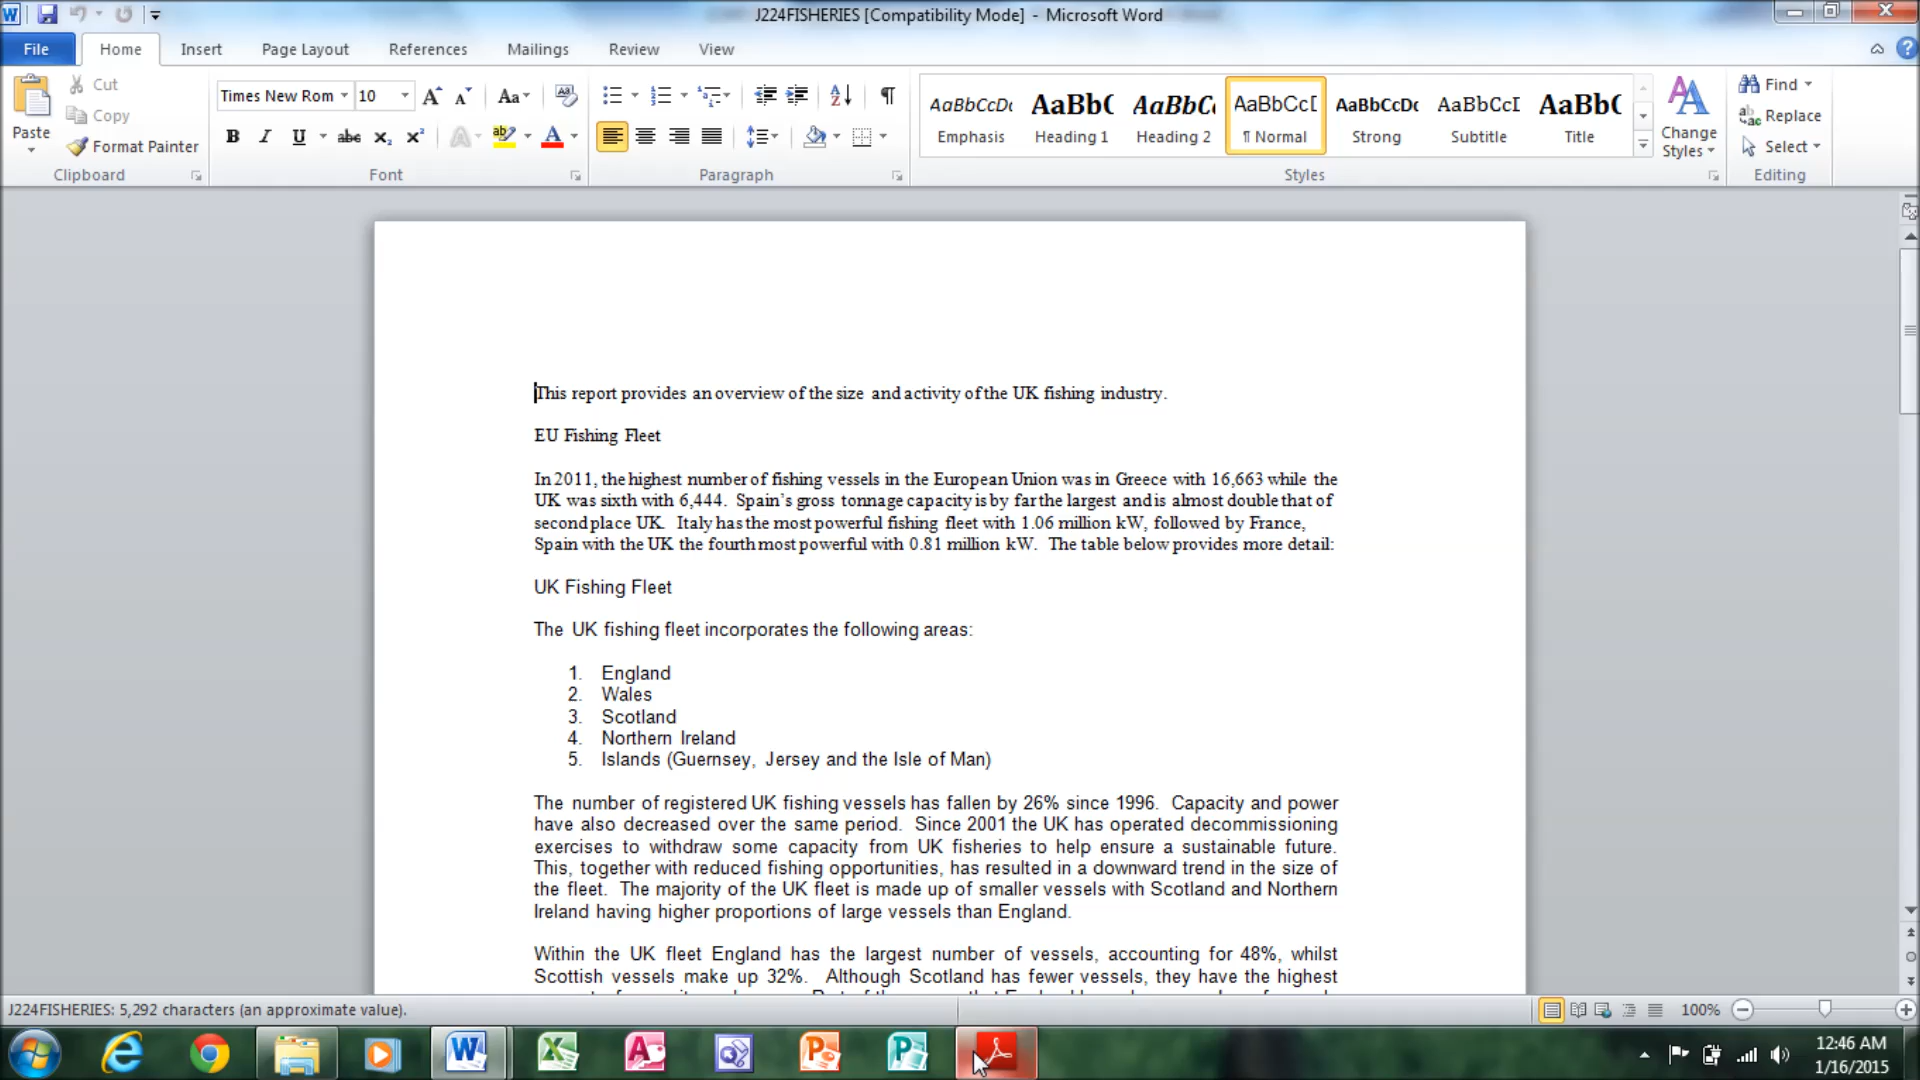 J224FISHERIES [Compatibility Mode] - Microsoft Word
File Home Insert Page Layout References Mailings Review View
Paste
Cut
Copy
Format Painter
Clipboard
Times New Rom 10
Font
Paragraph
AaBbCcDc AaBbC AaBbCc AaBbCcI AaBbCcDc AaBbCcI AaBbC
Emphasis Heading 1 Heading 2 ¶ Normal Strong Subtitle Title
Change Styles
Styles
Find
Replace
Select
Editing
This report provides an overview of the size and activity of the UK fishing industry.
EU Fishing Fleet
In 2011, the highest number of fishing vessels in the European Union was in Greece with 16,663 while the
UK was sixth with 6,444. Spain's gross tonnage capacity is by far the largest and is almost double that of
second place UK. Italy has the most powerful fishing fleet with 1.06 million kW, followed by France,
Spain with the UK the fourth most powerful with 0.81 million kW. The table below provides more detail:
UK Fishing Fleet
The UK fishing fleet incorporates the following areas:
1. England
2. Wales
3. Scotland
4. Northern Ireland
5. Islands (Guernsey, Jersey and the Isle of Man)
The number of registered UK fishing vessels has fallen by 26% since 1996. Capacity and power
have also decreased over the same period. Since 2001 the UK has operated decommissioning
exercises to withdraw some capacity from UK fisheries to help ensure a sustainable future.
This, together with reduced fishing opportunities, has resulted in a downward trend in the size of
the fleet. The majority of the UK fleet is made up of smaller vessels with Scotland and Northern
Ireland having higher proportions of large vessels than England.
Within the UK fleet England has the largest number of vessels, accounting for 48%, whilst
Scottish vessels make up 32%. Although Scotland has fewer vessels, they have the highest
J224FISHERIES: 5,292 characters (an approximate value).
100%
12:46 AM
1/16/2015